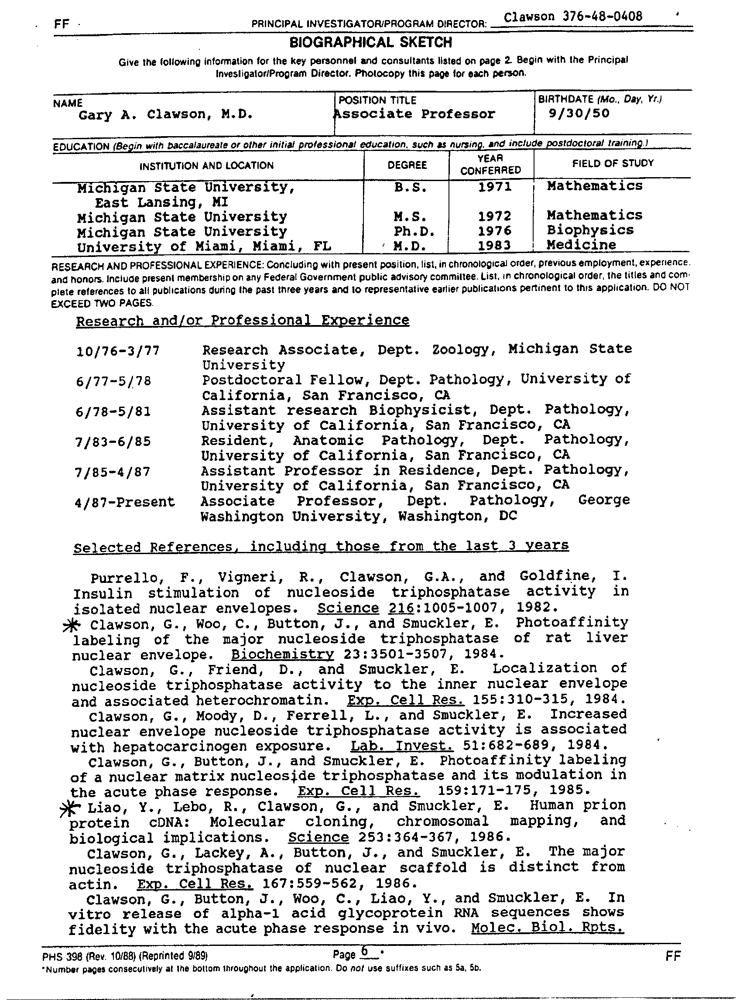 FF
PRINCIPAL INVESTIGATOR/PROGRAM DIRECTOR: Clawson 376-48-0408
BIOGRAPHICAL SKETCH
Give the following information for the key personnel and consultants listed on page 2. Begin with the Principal
Investigator/Program Director. Photocopy this page for each person.
NAME
Gary A. Clawson, M.D.
POSITION TITLE
Associate Professor
BIRTHDATE (Mo., Day, Yr.)
9/30/50
EDUCATION (Begin with baccalaureate or other initial professional education, such as nursing, and include postdoctoral training.)
INSTITUTION AND LOCATION DEGREE YEAR CONFERRED FIELD OF STUDY
Michigan State University, B.S. 1971 Mathematics
East Lansing, MI
Michigan State University M.S. 1972 Mathematics
Michigan State University Ph.D. 1976 Biophysics
University of Miami, Miami, FL M.D. 1983 Medicine
RESEARCH AND PROFESSIONAL EXPERIENCE: Concluding with present position, list, in chronological order, previous employment, experience,
and honors. Include present membership on any Federal Government public advisory committee. List, in chronological order, the titles and com-
plete references to all publications during the past three years and to representative earlier publications pertinent to this application. DO NOT
EXCEED TWO PAGES.
Research and/or Professional Experience
10/76-3/77 Research Associate, Dept. Zoology, Michigan State
University
6/77-5/78 Postdoctoral Fellow, Dept. Pathology, University of
California, San Francisco, CA
6/78-5/81 Assistant research Biophysicist, Dept. Pathology,
University of California, San Francisco, CA
7/83-6/85 Resident, Anatomic Pathology, Dept. Pathology,
University of California, San Francisco, CA
7/85-4/87 Assistant Professor in Residence, Dept. Pathology,
University of California, San Francisco, CA
4/87-Present Associate Professor, Dept. Pathology, George
Washington University, Washington, DC
Selected References, including those from the last 3 years
Purrello, F., Vigneri, R., Clawson, G.A., and Goldfine, I.
Insulin stimulation of nucleoside triphosphatase activity in
isolated nuclear envelopes. Science 216:1005-1007, 1982.
* Clawson, G., Woo, C., Button, J., and Smuckler, E. Photoaffinity
labeling of the major nucleoside triphosphatase of rat liver
nuclear envelope. Biochemistry 23:3501-3507, 1984.
Clawson, G., Friend, D., and Smuckler, E. Localization of
nucleoside triphosphatase activity to the inner nuclear envelope
and associated heterochromatin. Exp. Cell Res. 155:310-315, 1984.
Clawson, G., Moody, D., Ferrell, L., and Smuckler, E. Increased
nuclear envelope nucleoside triphosphatase activity is associated
with hepatocarcinogen exposure. Lab. Invest. 51:682-689, 1984.
Clawson, G., Button, J., and Smuckler, E. Photoaffinity labeling
of a nuclear matrix nucleoside triphosphatase and its modulation in
the acute phase response. Exp. Cell Res. 159:171-175, 1985.
* Liao, Y., Lebo, R., Clawson, G., and Smuckler, E. Human prion
protein cDNA: Molecular cloning, chromosomal mapping, and
biological implications. Science 253:364-367, 1986.
Clawson, G., Lackey, A., Button, J., and Smuckler, E. The major
nucleoside triphosphatase of nuclear scaffold is distinct from
actin. Exp. Cell Res. 167:559-562, 1986.
Clawson, G., Button, J., Woo, C., Liao, Y., and Smuckler, E. In
vitro release of alpha-1 acid glycoprotein RNA sequences shows
fidelity with the acute phase response in vivo. Molec. Biol. Rpts.
PHS 398 (Rev. 10/88) (Reprinted 9/89) Page 6 * FF
*Number pages consecutively at the bottom throughout the application. Do not use suffixes such as 5a, 5b.